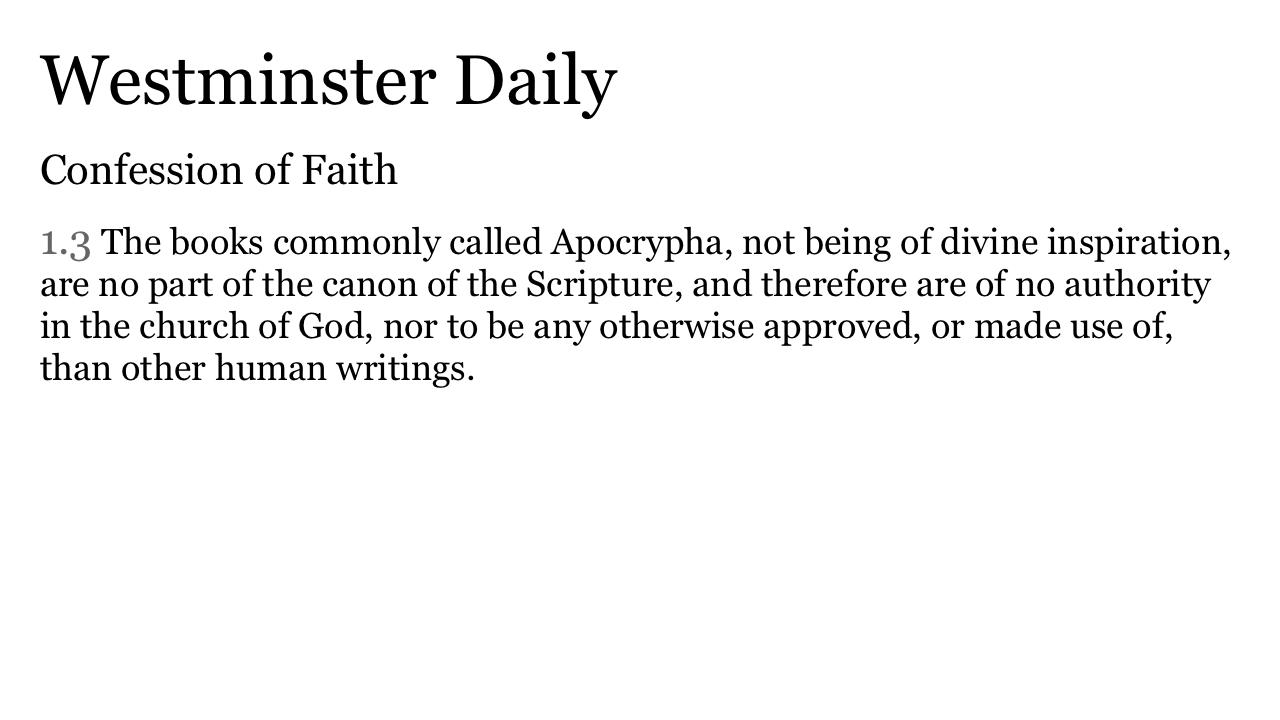 Westminster Daily
Confession of Faith
1.3 The books commonly called Apocrypha, not being of divine inspiration,
are no part of the canon of the Scripture, and therefore are of no authority
in the church of God, nor to be any otherwise approved, or made use of,
than other human writings.